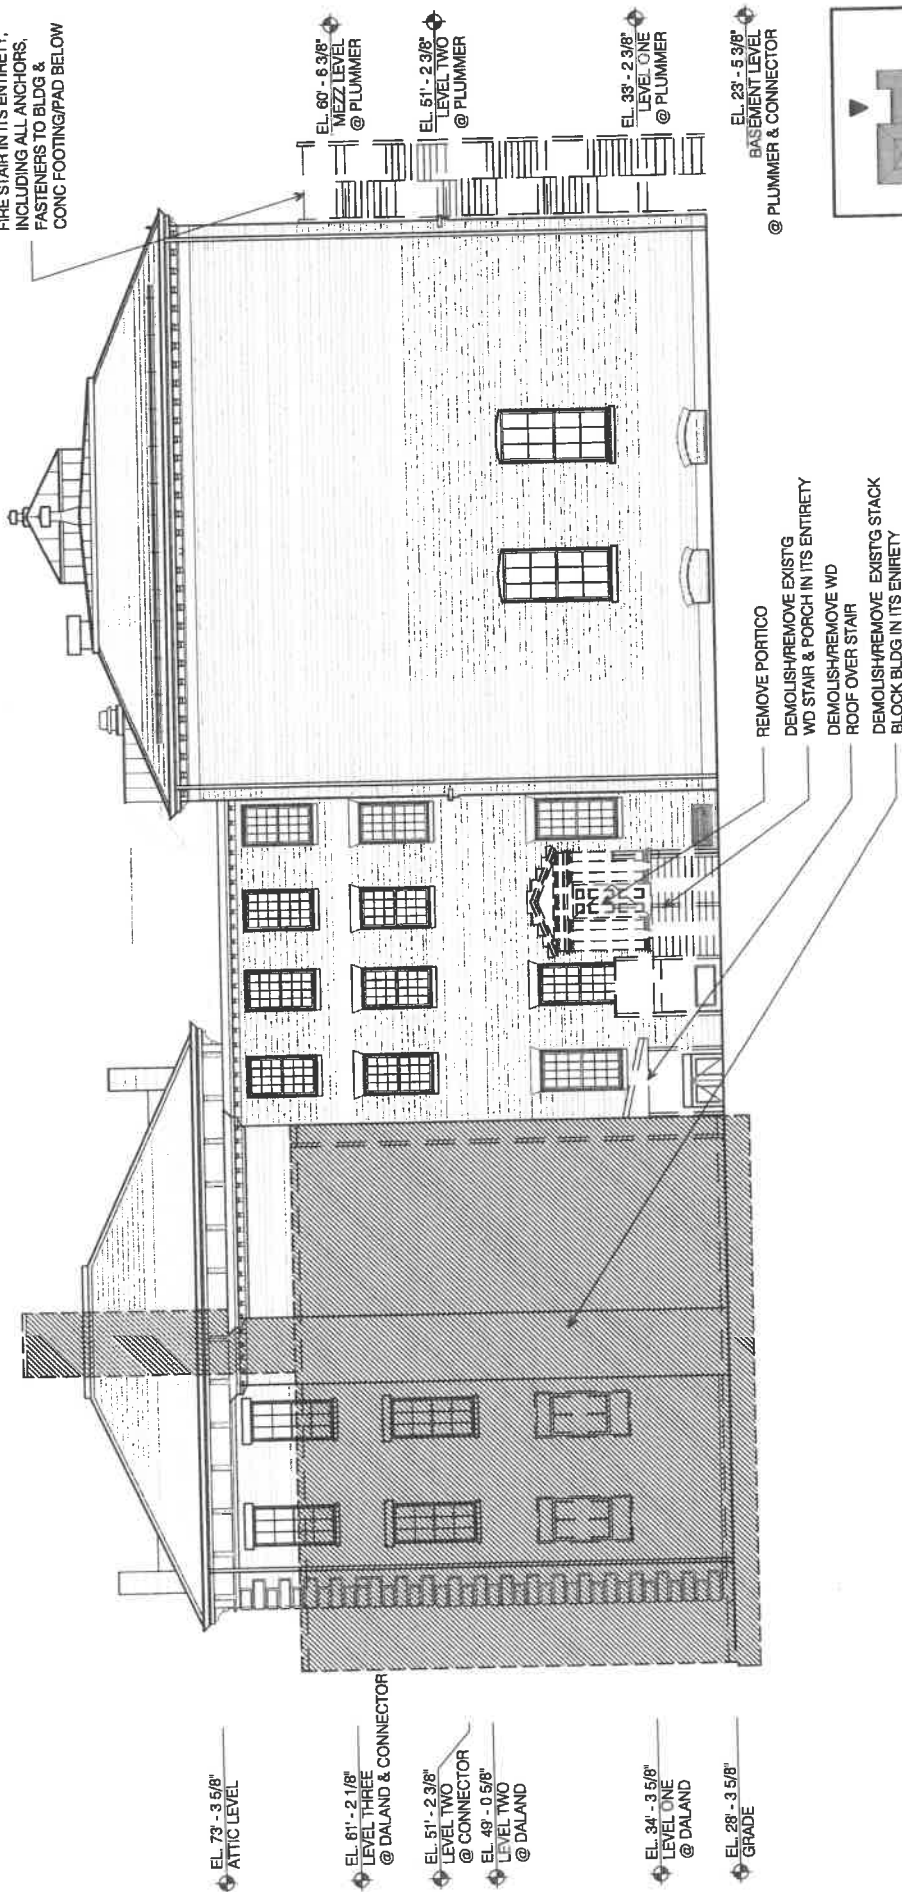 FIRE STAIR IN ITS ENTIRETY,
INCLUDING ALL ANCHORS,
FASTENERS TO BLDG &
CONC FOOTING/PAD BELOW
EL. 60' - 6 3/8"
MEZZ LEVEL
@ PLUMMER
EL. 51' - 2 3/8"
LEVEL TWO
@ PLUMMER
EL. 33' - 2 3/8"
LEVEL ONE
@ PLUMMER
EL. 23' - 5 3/8"
BASEMENT LEVEL
@ PLUMMER & CONNECTOR
REMOVE PORTICO
DEMOLISH/REMOVE EXIST'G
WD STAIR & PORCH IN ITS ENTIRETY
DEMOLISH/REMOVE WD
ROOF OVER STAIR
DEMOLISH/REMOVE EXIST'G STACK
BLOCK BLDG IN ITS ENIRETY
EL. 73' - 3 5/8"
ATTIC LEVEL
EL. 61' - 2 1/8"
LEVEL THREE
@ DALAND & CONNECTOR
EL. 51' - 2 3/8"
LEVEL TWO
@ CONNECTOR
EL. 49' - 0 5/8"
LEVEL TWO
@ DALAND
EL. 34' - 3 5/8"
LEVEL ONE
@ DALAND
EL. 28' - 3 5/8"
GRADE